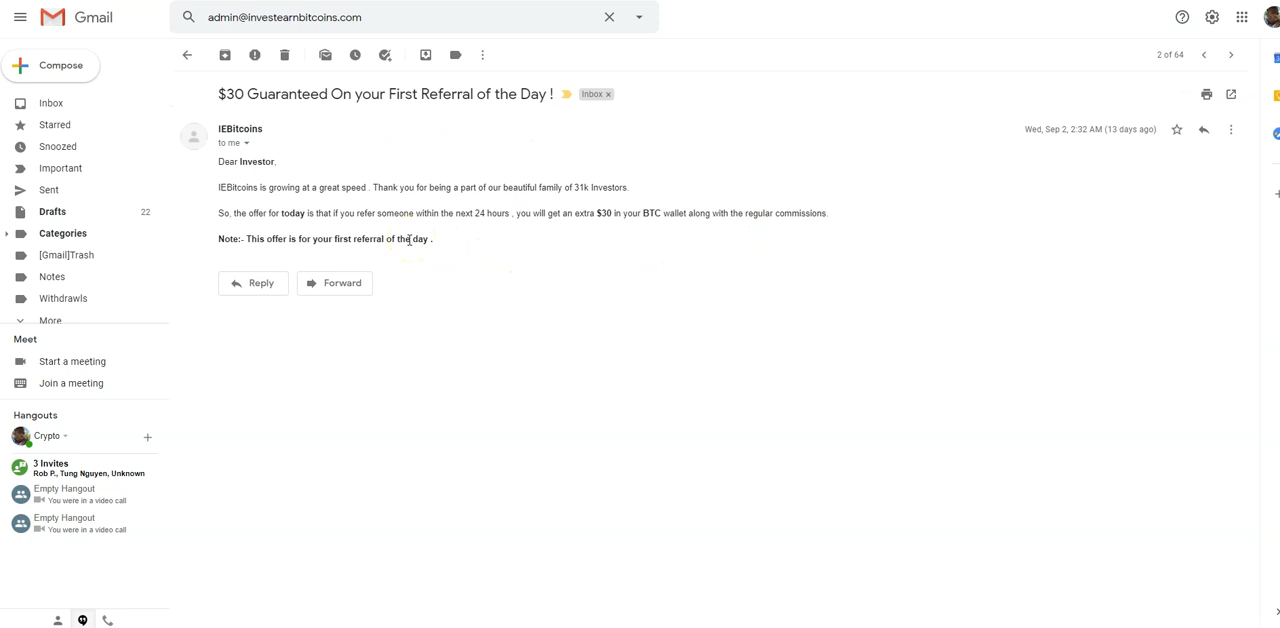 Gmail
admin@investearnbitcoins.com
Compose
2 of 64
Inbox
Starred
Snoozed
Important
Sent
Drafts 22
Categories
[Gmail]Trash
Notes
Withdrawls
More
Meet
Start a meeting
Join a meeting
Hangouts
Crypto
3 Invites
Rob P., Tung Nguyen, Unknown
Empty Hangout
You were in a video call
Empty Hangout
You were in a video call
$30 Guaranteed On your First Referral of the Day ! Inbox x
IEBitcoins Wed, Sep 2, 2:32 AM (13 days ago)
to me
Dear Investor,
IEBitcoins is growing at a great speed . Thank you for being a part of our beautiful family of 31k Investors.
So, the offer for today is that if you refer someone within the next 24 hours , you will get an extra $30 in your BTC wallet along with the regular commissions.
Note:- This offer is for your first referral of the day .
Reply Forward